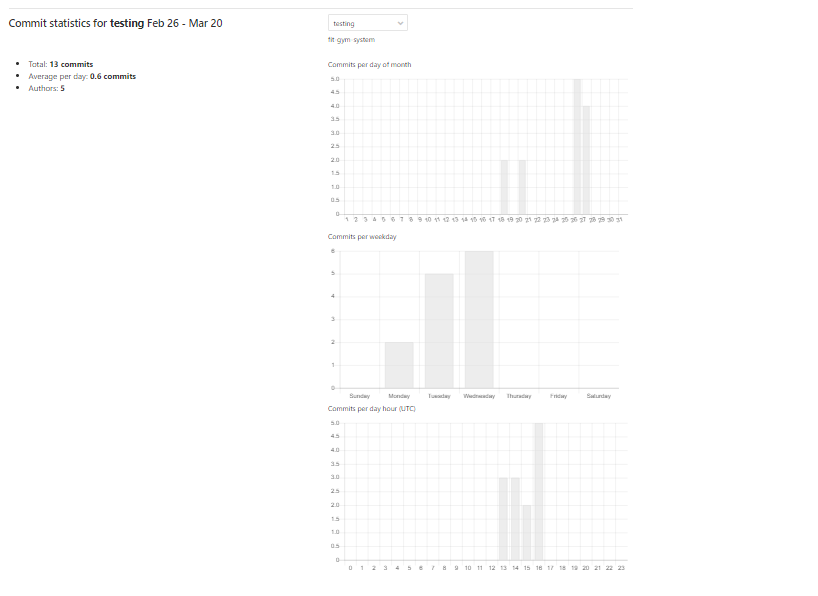 Commit statistics for testing Feb 26 - Mar 20
Total: 13 commits
Average per day: 0.6 commits
Authors: 5
testing
fit-gym-system
Commits per day of month
5.0
4.5
4.0
3.5
3.0
2.5
2.0
1.5
1.0
0.5
0
1 2 3 4 5 6 7 8 9 10 11 12 13 14 15 16 17 18 19 20 21 22 23 24 25 26 27 28 29 30 31
Commits per weekday
6
5
4
3
2
1
0
Sunday Monday Tuesday Wednesday Thursday Friday Saturday
Commits per day hour (UTC)
5.0
4.5
4.0
3.5
3.0
2.5
2.0
1.5
1.0
0.5
0
0 1 2 3 4 5 6 7 8 9 10 11 12 13 14 15 16 17 18 19 20 21 22 23